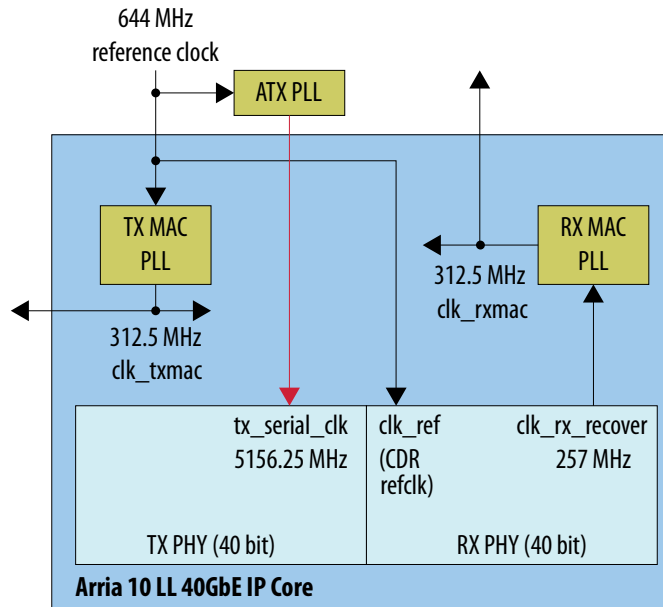 644 MHz
reference clock
ATX PLL
TX MAC
PLL
RX MAC
PLL
312.5 MHz
clk_rxmac
312.5 MHz
clk_txmac
tx_serial_clk
5156.25 MHz
clk_ref
(CDR
refclk)
clk_rx_recover
257 MHz
TX PHY (40 bit)
RX PHY (40 bit)
Arria 10 LL 40GbE IP Core